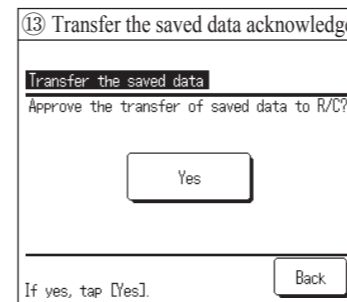 ⑬ Transfer the saved data acknowledge
Transfer the saved data
Approve the transfer of saved data to R/C?
Yes
If yes, tap [Yes].
Back